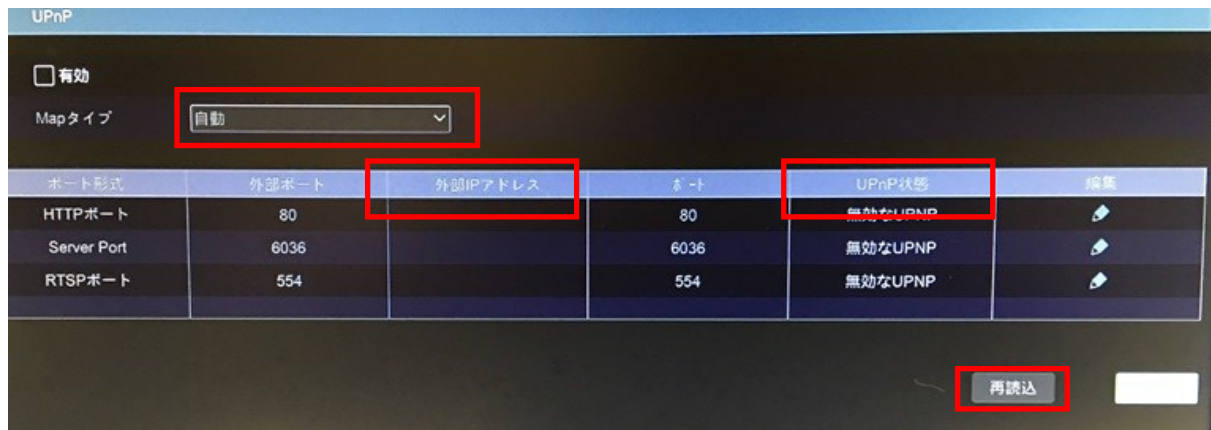 UPnP
有効
Mapタイプ 自動
ポート形式 外部ポート 外部IPアドレス ポート UPnP状態 編集
HTTPポート 80 80 無効なUPNP
Server Port 6036 6036 無効なUPNP
RTSPポート 554 554 無効なUPNP
再読込